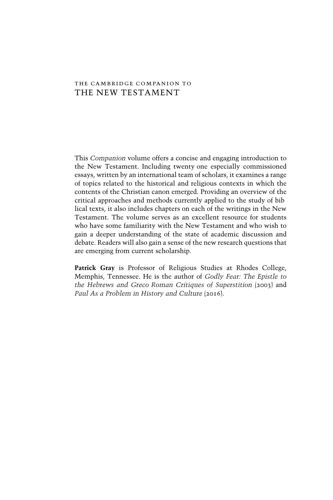 THE CAMBRIDGE COMPANION TO
THE NEW TESTAMENT
This Companion volume offers a concise and engaging introduction to
the New Testament. Including twenty one especially commissioned
essays, written by an international team of scholars, it examines a range
of topics related to the historical and religious contexts in which the
contents of the Christian canon emerged. Providing an overview of the
critical approaches and methods currently applied to the study of bib
lical texts, it also includes chapters on each of the writings in the New
Testament. The volume serves as an excellent resource for students
who have some familiarity with the New Testament and who wish to
gain a deeper understanding of the state of academic discussion and
debate. Readers will also gain a sense of the new research questions that
are emerging from current scholarship.
Patrick Gray is Professor of Religious Studies at Rhodes College,
Memphis, Tennessee. He is the author of Godly Fear: The Epistle to
the Hebrews and Greco Roman Critiques of Superstition (2003) and
Paul As a Problem in History and Culture (2016).